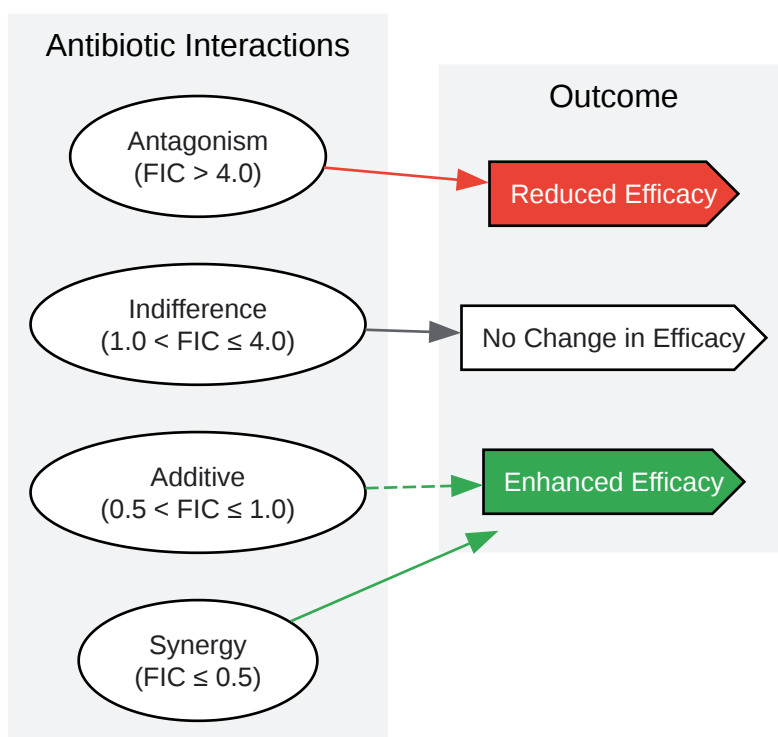 Antibiotic Interactions
Antagonism
(FIC > 4.0)
Indifference
(1.0 < FIC ≤ 4.0)
Additive
(0.5 < FIC ≤ 1.0)
Synergy
(FIC ≤ 0.5)
Outcome
Reduced Efficacy
No Change in Efficacy
Enhanced Efficacy